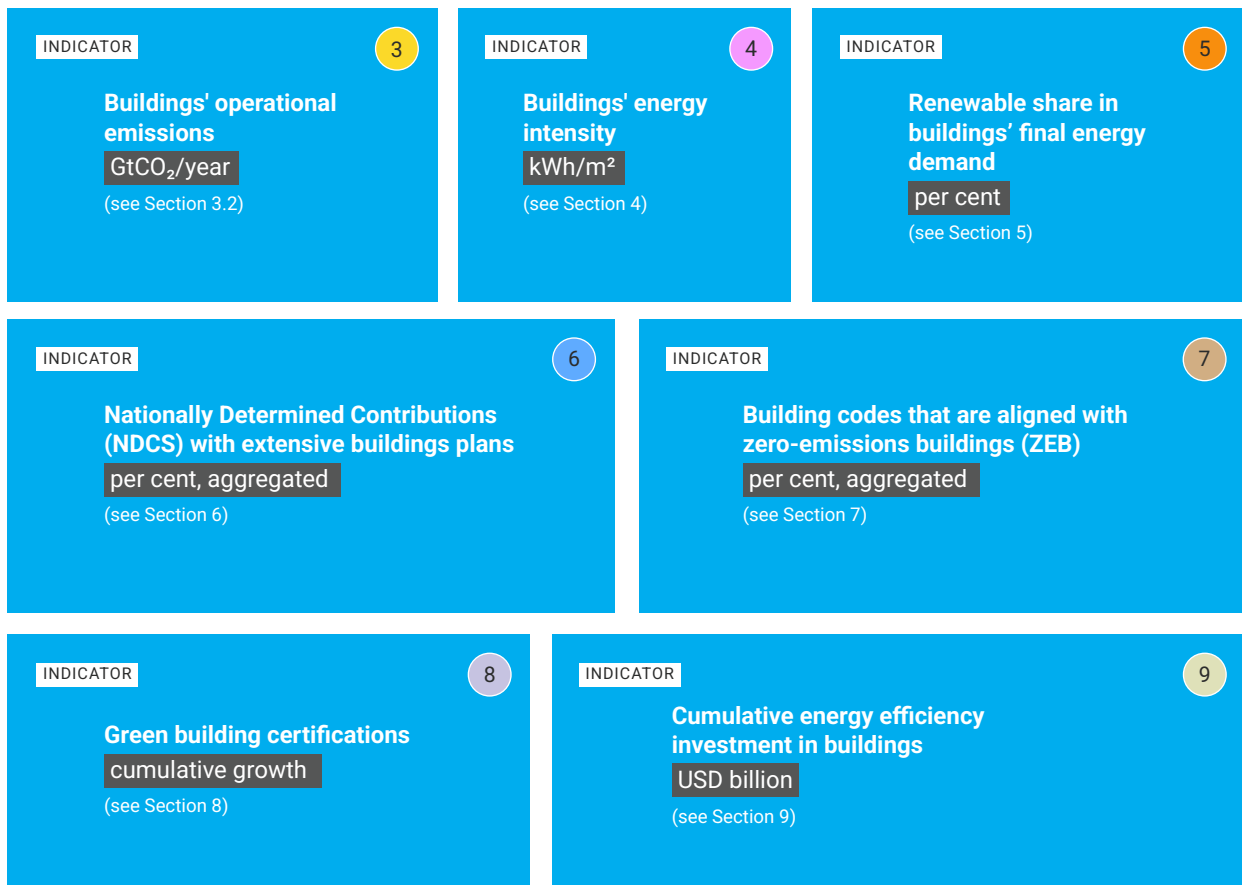 INDICATOR
3
Buildings' operational
emissions
GtCO₂/year
(see Section 3.2)
INDICATOR
4
Buildings' energy
intensity
kWh/m²
(see Section 4)
INDICATOR
5
Renewable share in
buildings’ final energy
demand
per cent
(see Section 5)
INDICATOR
6
Nationally Determined Contributions
(NDCS) with extensive buildings plans
per cent, aggregated
(see Section 6)
INDICATOR
7
Building codes that are aligned with
zero-emissions buildings (ZEB)
per cent, aggregated
(see Section 7)
INDICATOR
8
Green building certifications
cumulative growth
(see Section 8)
INDICATOR
9
Cumulative energy efficiency
investment in buildings
USD billion
(see Section 9)